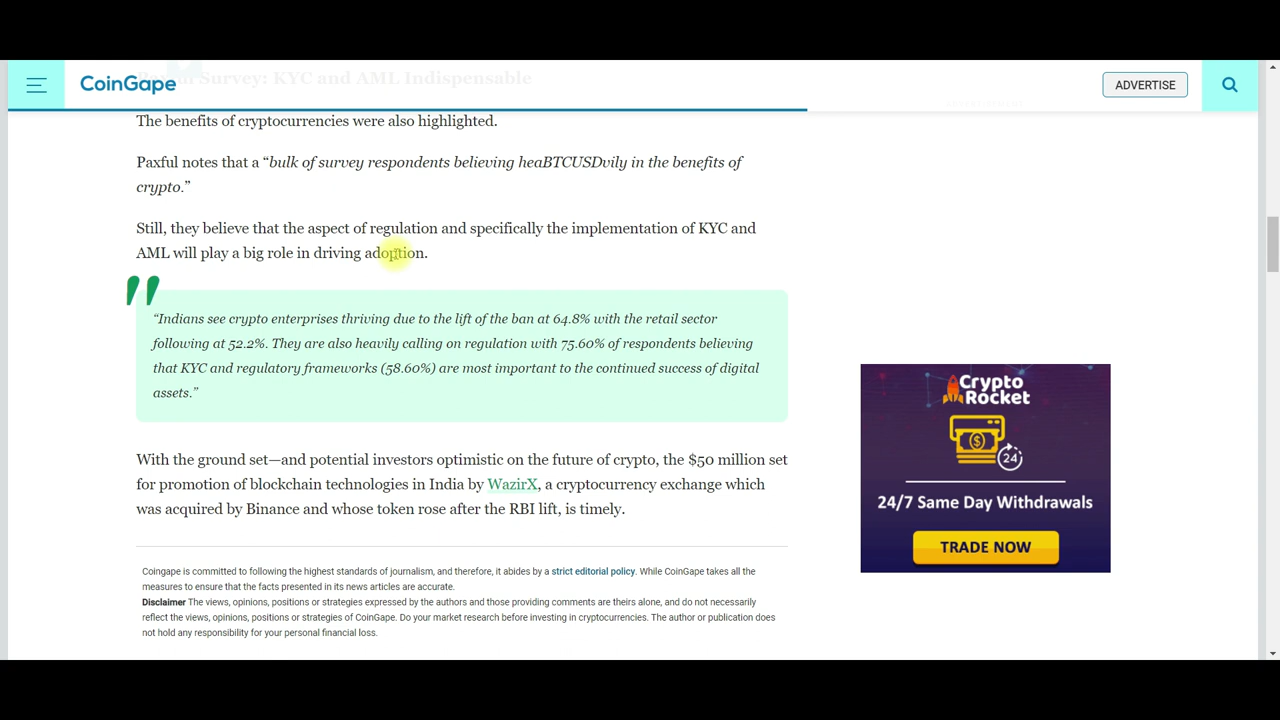 Survey: KYC and AML Indispensable
CoinGape
ADVERTISE
The benefits of cryptocurrencies were also highlighted.
Paxful notes that a “bulk of survey respondents believing heaBTCUSDvily in the benefits of
crypto.”
Still, they believe that the aspect of regulation and specifically the implementation of KYC and
AML will play a big role in driving adoption.
“Indians see crypto enterprises thriving due to the lift of the ban at 64.8% with the retail sector
following at 52.2%. They are also heavily calling on regulation with 75.60% of respondents believing
that KYC and regulatory frameworks (58.60%) are most important to the continued success of digital
assets.”
With the ground set—and potential investors optimistic on the future of crypto, the $50 million set
for promotion of blockchain technologies in India by WazirX, a cryptocurrency exchange which
was acquired by Binance and whose token rose after the RBI lift, is timely.
Coingape is committed to following the highest standards of journalism, and therefore, it abides by a strict editorial policy. While CoinGape takes all the
measures to ensure that the facts presented in its news articles are accurate.
Disclaimer The views, opinions, positions or strategies expressed by the authors and those providing comments are theirs alone, and do not necessarily
reflect the views, opinions, positions or strategies of CoinGape. Do your market research before investing in cryptocurrencies. The author or publication does
not hold any responsibility for your personal financial loss.
Crypto
Rocket
24
24/7 Same Day Withdrawals
TRADE NOW